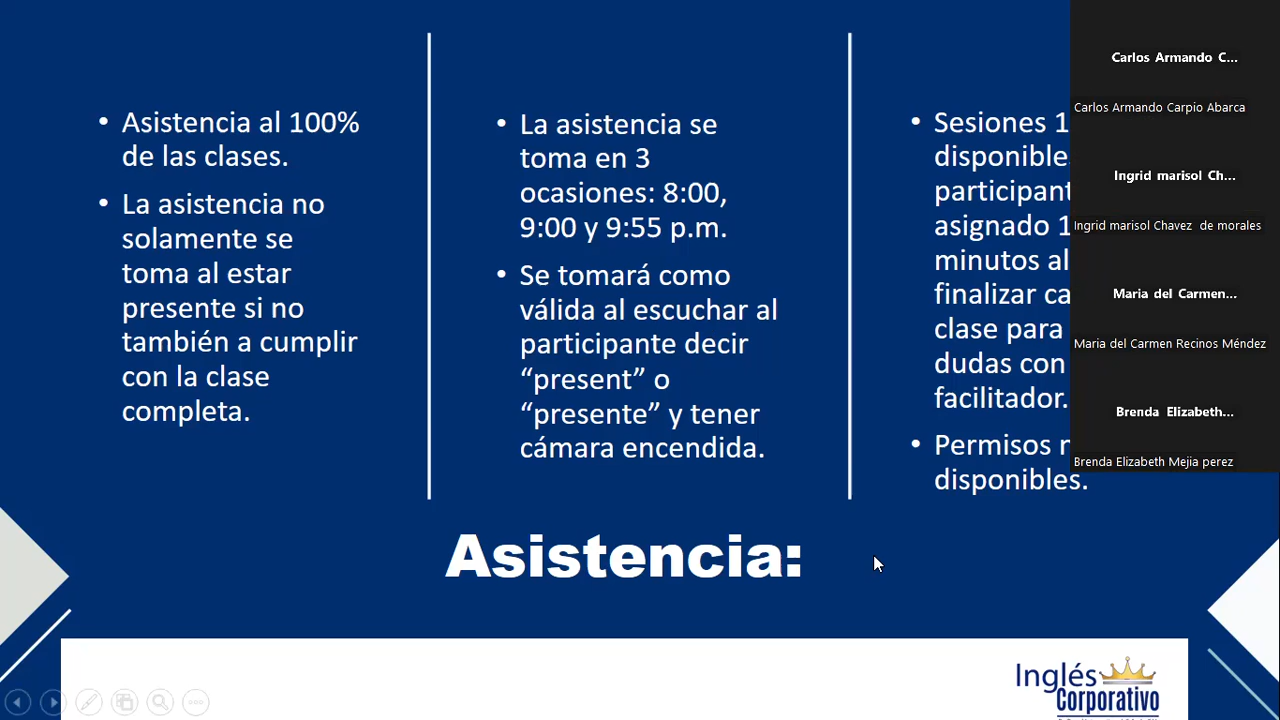 • Asistencia al 100%
de las clases.
• La asistencia no
solamente se
toma al estar
presente si no
también a cumplir
con la clase
completa.
• La asistencia se
toma en 3
ocasiones: 8:00,
9:00 y 9:55 p.m.
• Se tomará como
válida al escuchar al
participante decir
“present” o
“presente” y tener
cámara encendida.
• Sesiones 1
disponible
participant
asignado 1
minutos al
finalizar ca
clase para
dudas con
facilitador.
• Permisos
disponibles.
Asistencia:
Carlos Armando C...
Carlos Armando Carpio Abarca
Ingrid marisol Ch...
Ingrid marisol Chavez de morales
Maria del Carmen...
Maria del Carmen Recinos Méndez
Brenda Elizabeth...
Brenda Elizabeth Mejia perez
Inglés
Corporativo